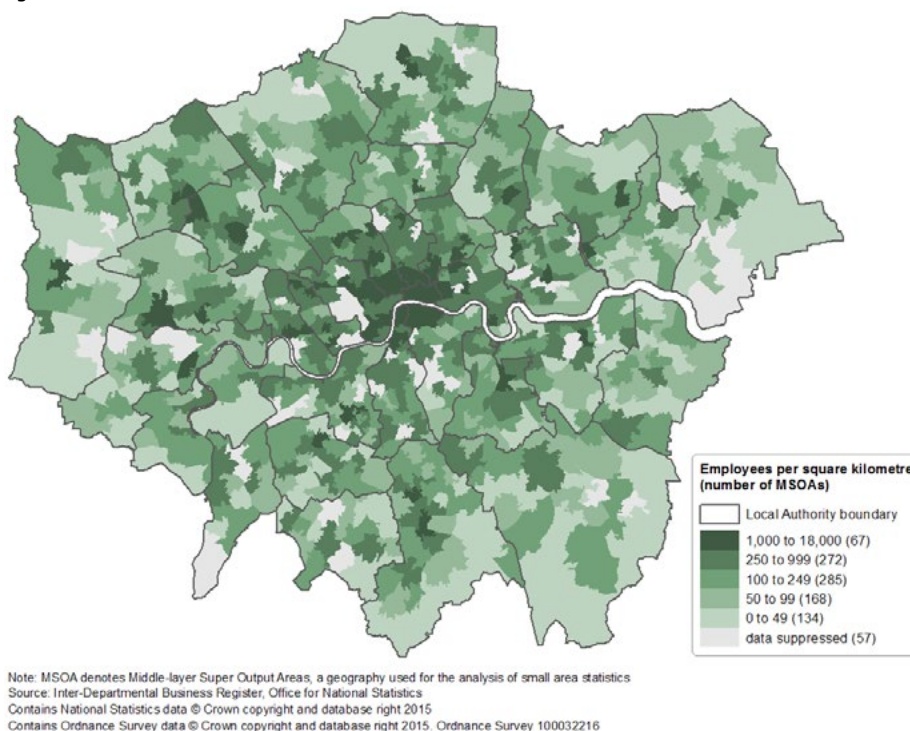 Employees per square kilometre
(number of MSOAs)
Local Authority boundary
1,000 to 18,000 (67)
250 to 999 (272)
100 to 249 (285)
50 to 99 (168)
0 to 49 (134)
data suppressed (57)
Note: MSOA denotes Middle-layer Super Output Areas, a geography used for the analysis of small area statistics
Source: Inter-Departmental Business Register, Office for National Statistics
Contains National Statistics data © Crown copyright and database right 2015
Contains Ordnance Survey data © Crown copyright and database right 2015. Ordnance Survey 100032216